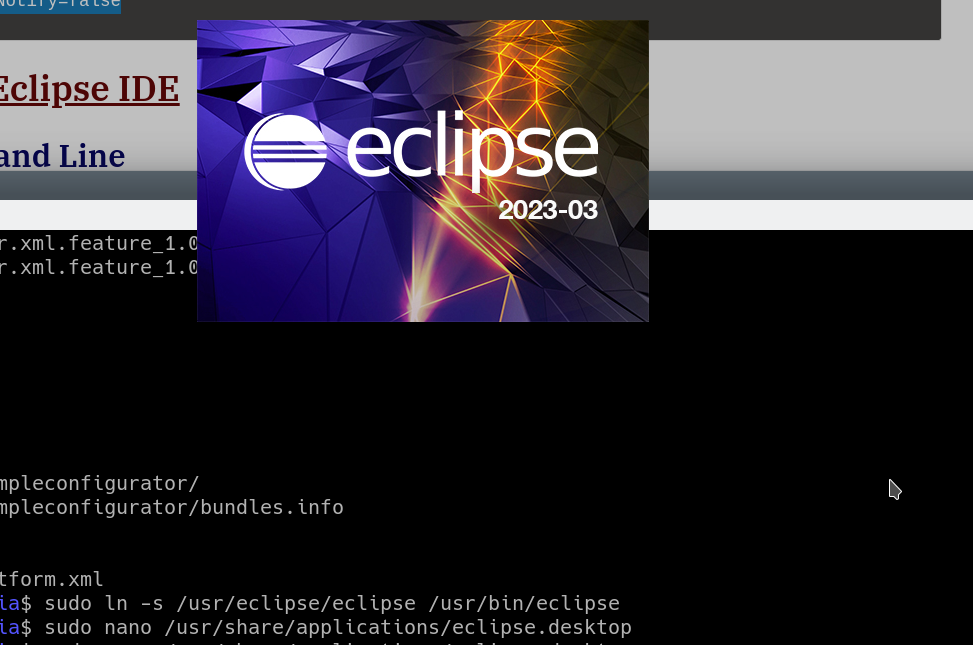 Notify=false
Eclipse IDE
and Line
eclipse
2023-03
r.xml.feature_1.0
r.xml.feature_1.0
mpleconfigurator/
mpleconfigurator/bundles.info
tform.xml
ia$ sudo ln -s /usr/eclipse/eclipse /usr/bin/eclipse
ia$ sudo nano /usr/share/applications/eclipse.desktop